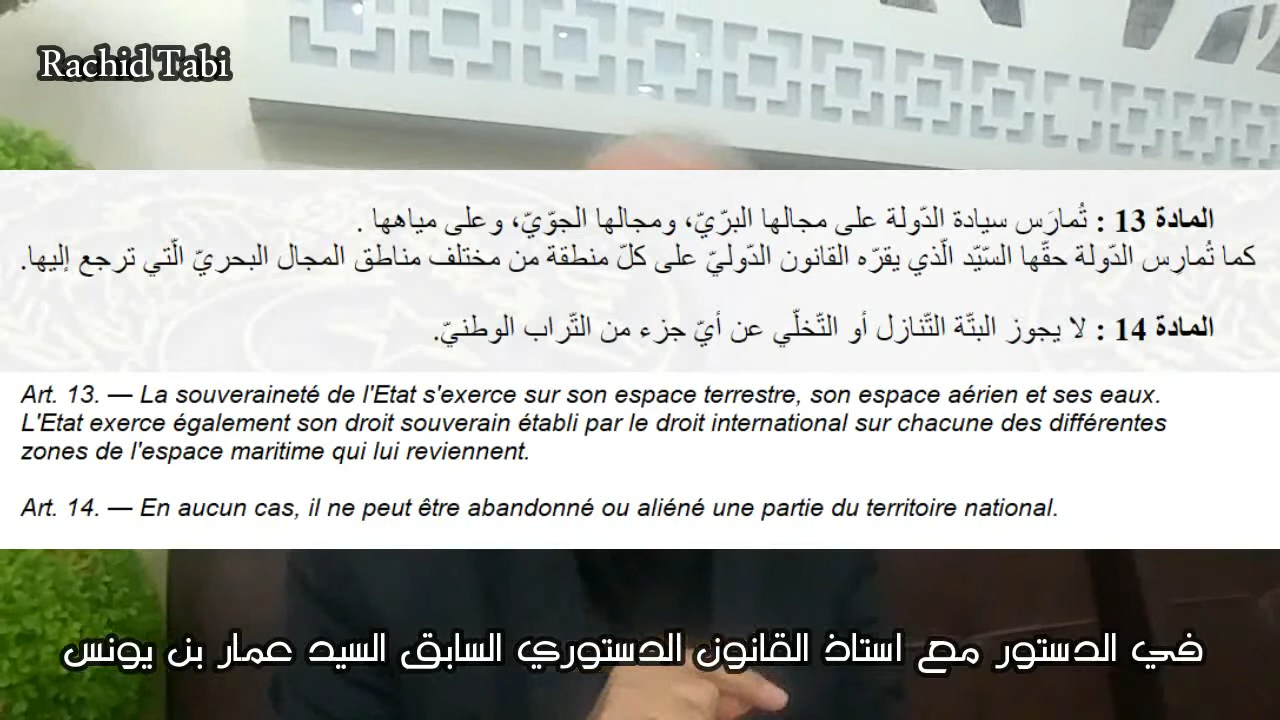 Rachid Tabi
المادة 13 : تُمارَس سيادة الدّولة على مجالها البرّيّ، ومجالها الجوّيّ، وعلى مياهها .
كما تُمارِس الدّولة حقّها السّيّد الّذي يقرّه القانون الدّوليّ على كلّ منطقة من مختلف مناطق المجال البحريّ الّتي ترجع إليها.
المادة 14 : لا يجوز البتّة التّنازل أو التّخلّي عن أيّ جزء من التّراب الوطنيّ.
Art. 13. — La souveraineté de l'Etat s'exerce sur son espace terrestre, son espace aérien et ses eaux.
L'Etat exerce également son droit souverain établi par le droit international sur chacune des différentes
zones de l'espace maritime qui lui reviennent.
Art. 14. — En aucun cas, il ne peut être abandonné ou aliéné une partie du territoire national.
في الدستور مع استاذ القانون الدستوري السابق السيد عمار بن يونس